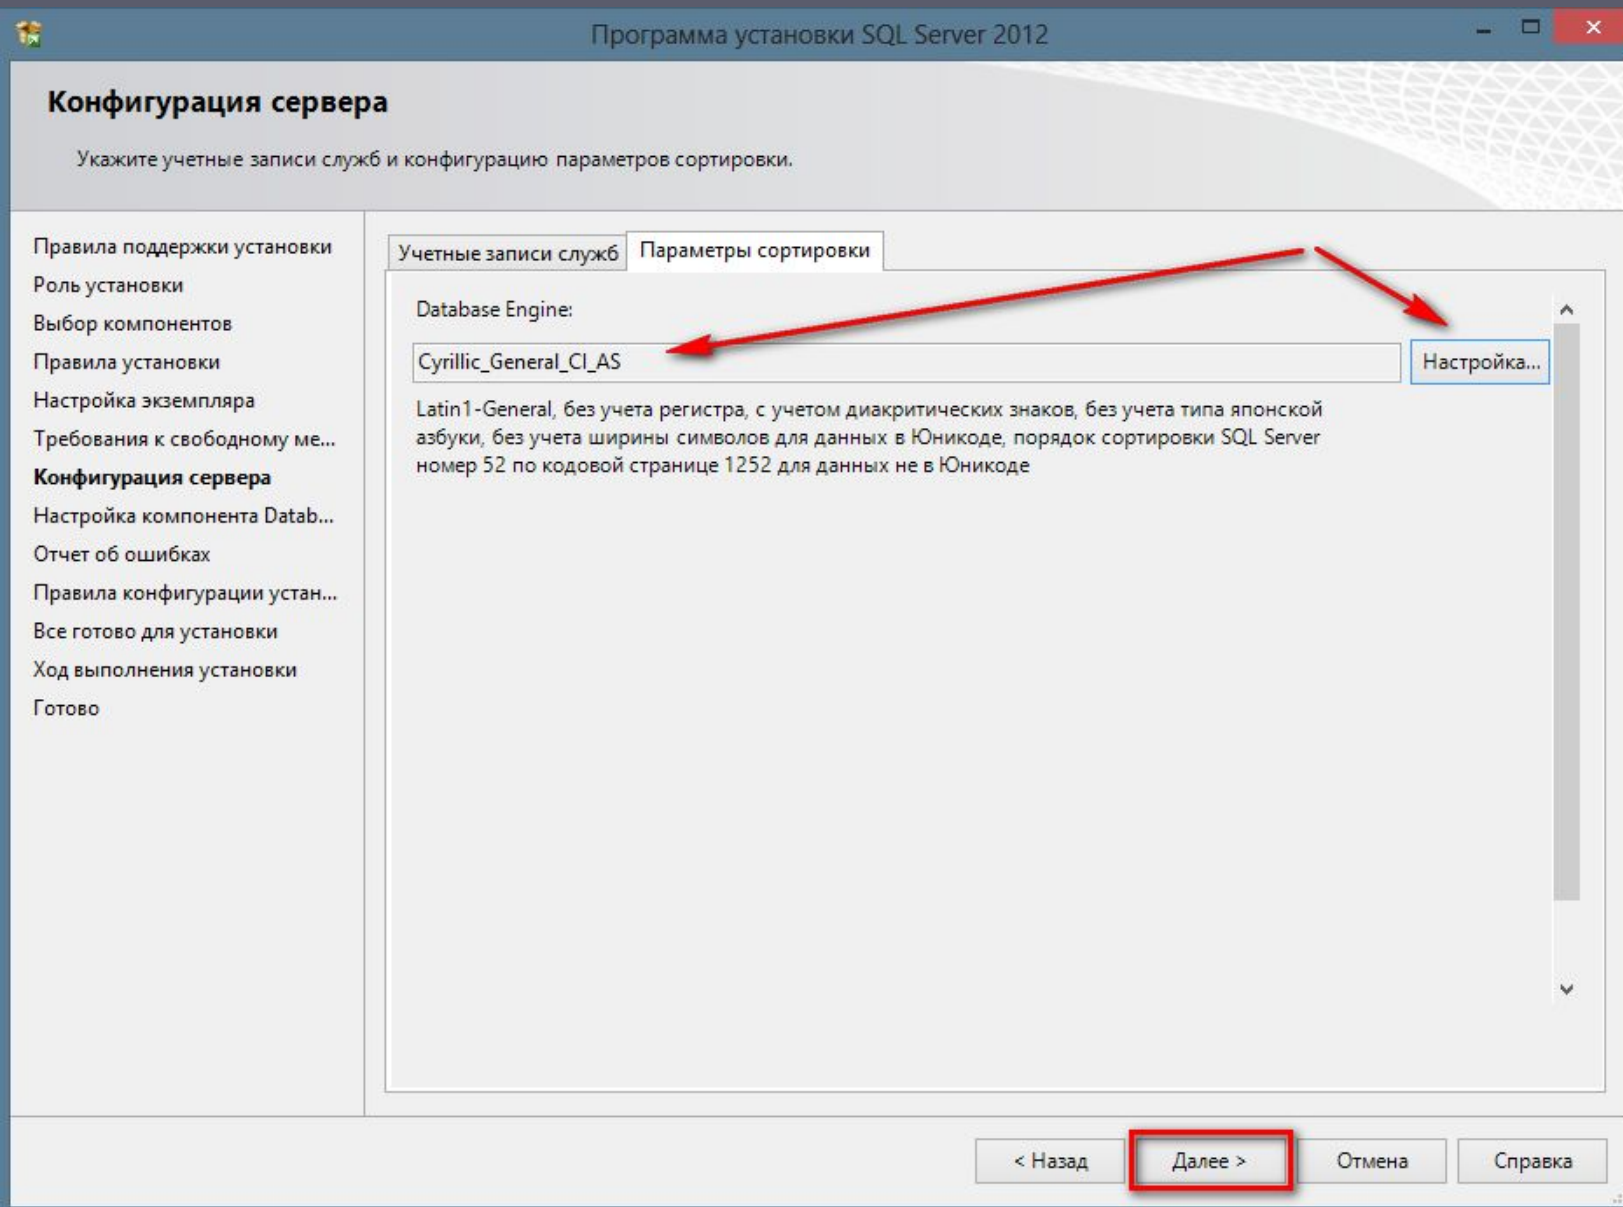 Программа установки SQL Server 2012
Конфигурация сервера
Укажите учетные записи служб и конфигурацию параметров сортировки.
Правила поддержки установки
Роль установки
Выбор компонентов
Правила установки
Настройка экземпляра
Требования к свободному ме...
Конфигурация сервера
Настройка компонента Datab...
Отчет об ошибках
Правила конфигурации устан...
Все готово для установки
Ход выполнения установки
Готово
Учетные записи служб
Параметры сортировки
Database Engine:
Cyrillic_General_CI_AS
Настройка...
Latin1-General, без учета регистра, с учетом диакритических знаков, без учета типа японской
азбуки, без учета ширины символов для данных в Юникоде, порядок сортировки SQL Server
номер 52 по кодовой странице 1252 для данных не в Юникоде
< Назад
Далее >
Отмена
Справка